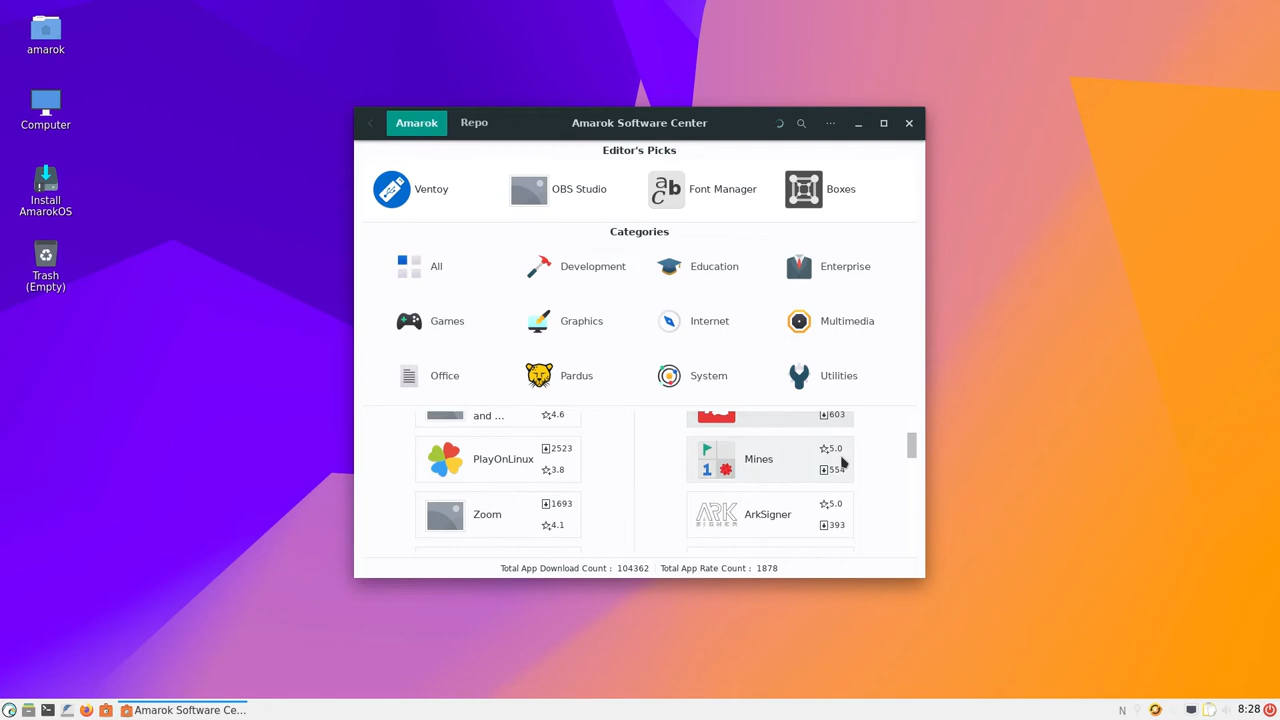 amarok
Computer
Install
AmarokOS
Trash
(Empty)
Amarok
Repo
Amarok Software Center
Editor's Picks
Ventoy
OBS Studio
Font Manager
Boxes
Categories
All
Development
Education
Enterprise
Games
Graphics
Internet
Multimedia
Office
Pardus
System
Utilities
and ...
4.6
603
PlayOnLinux
2523
3.8
Mines
5.0
554
Zoom
1693
4.1
ARK
SIGNER
ArkSigner
5.0
393
Total App Download Count : 104362
Total App Rate Count : 1878
Amarok Software Ce...
N
8:28